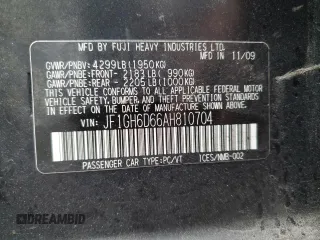 MFD BY FUJI HEAVY INDUSTRIES LTD.
MFD IN 11/09
GVWR/PNBV: 4299LB(1950KG)
GAWR/PNBE:FRONT- 2183LB( 990KG)
GAWR/PNBE: REAR - 2205LB(1000KG)
THIS VEHICLE CONFORMS TO ALL APPLICABLE FEDERAL MOTOR
VEHICLE SAFETY, BUMPER, AND THEFT PREVENTION STANDARDS IN
EFFECT ON THE DATE OF MANUFACTURE SHOWN ABOVE.
VIN: JF1GH6D66AH810704
PASSENGER CAR TYPE:PC/VT ICES/NMB-002
DREAMBID